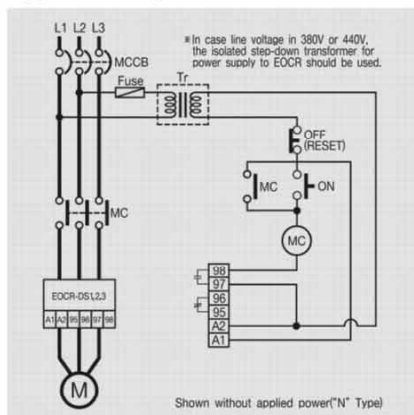 L1 L2 L3
※In case line voltage in 380V or 440V,
the isolated step-down transformer for
power supply to EOCR should be used.
MCCB
Fuse
Tr
OFF
(RESET)
MC
ON
MC
MC
98
97
96
95
A2
A1
EOCR-DS1,2,3
A1 A2 95 96 97 98
M
Shown without applied power("N" Type)